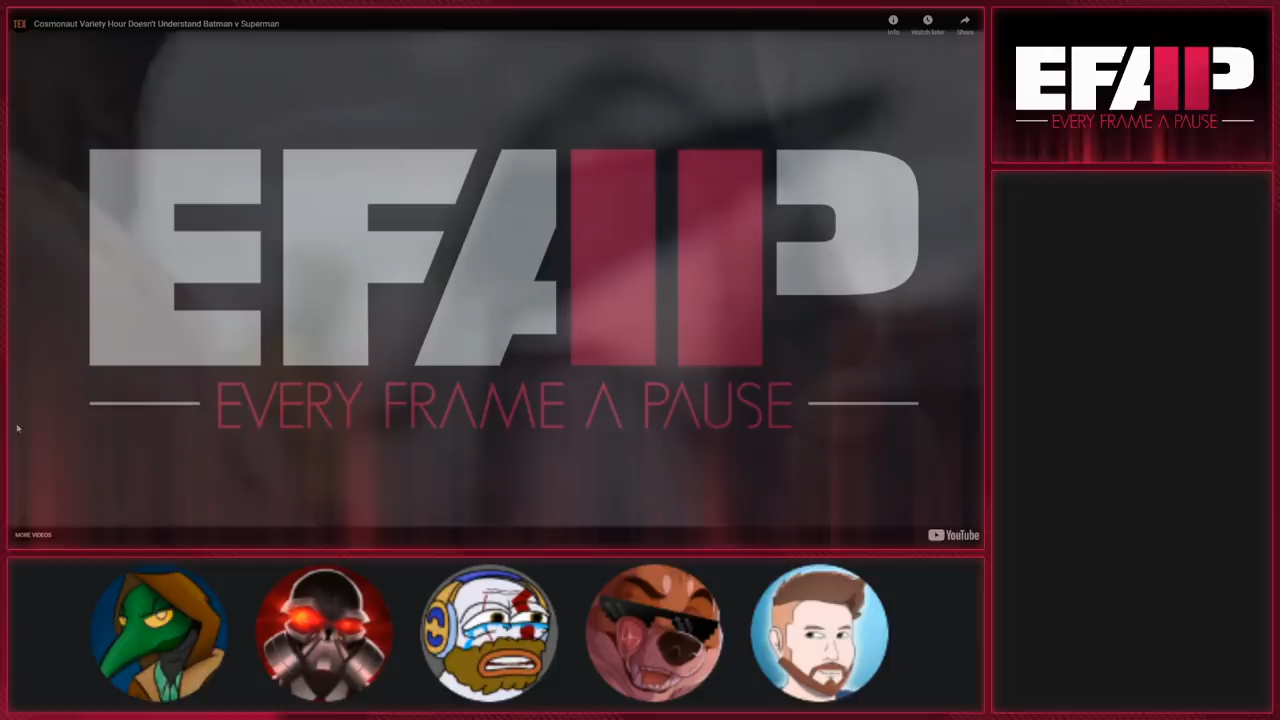 TEX Cosmonaut Variety Hour Doesn't Understand Batman v Superman
Info
Watch later
Share
EFAP
EVERY FRAME A PAUSE
MORE VIDEOS
YouTube
EFAP
EVERY FRAME A PAUSE